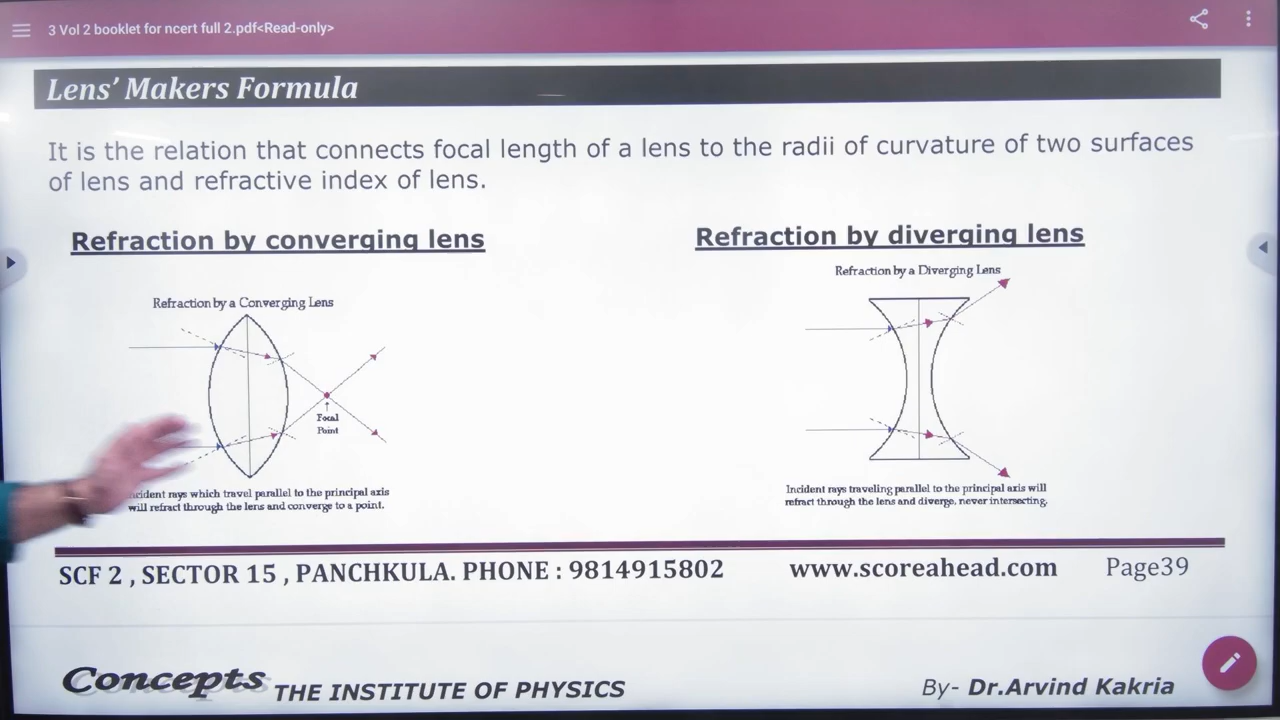 3 Vol 2 booklet for ncert full 2.pdf<Read-only>
Lens' Makers Formula
It is the relation that connects focal length of a lens to the radii of curvature of two surfaces
of lens and refractive index of lens.
Refraction by converging lens
Refraction by a Converging Lens
Focal
Point
Incident rays which travel parallel to the principal axis
will refract through the lens and converge to a point.
Refraction by diverging lens
Refraction by a Diverging Lens
Incident rays traveling parallel to the principal axis will
refract through the lens and diverge, never intersecting.
SCF 2 , SECTOR 15 , PANCHKULA. PHONE : 9814915802 www.scoreahead.com Page39
Concepts THE INSTITUTE OF PHYSICS By- Dr.Arvind Kakria